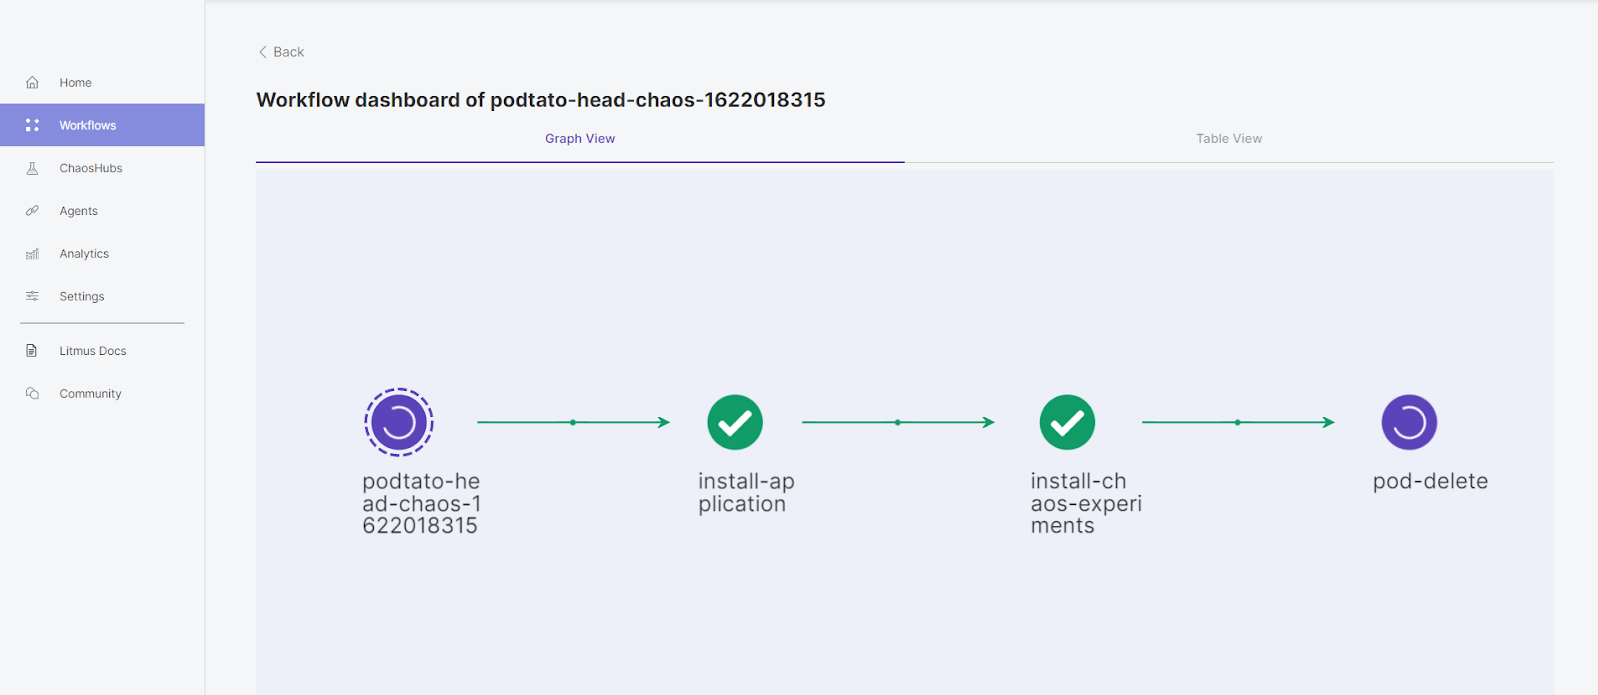 Home
Workflows
ChaosHubs
Agents
Analytics
Settings
Litmus Docs
Community
Back
Workflow dashboard of podtato-head-chaos-1622018315
Graph View
Table View
podtato-he
ad-chaos-1
622018315
install-ap
plication
install-ch
aos-experi
ments
pod-delete